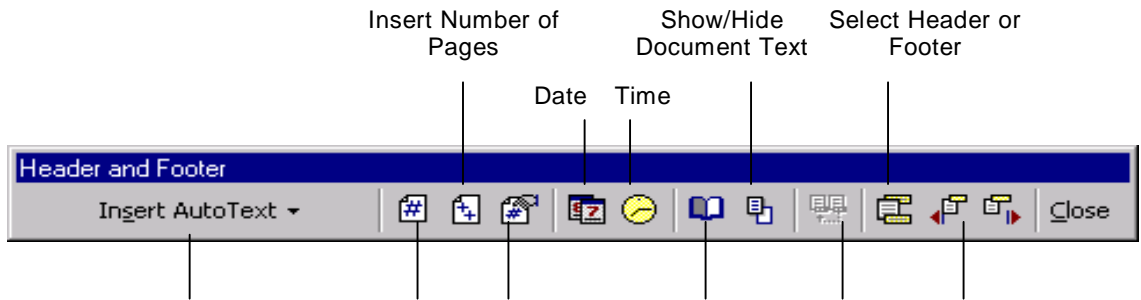 Insert Number of
Pages
Show/Hide
Document Text
Select Header or
Footer
Date
Time
Header and Footer
Insert AutoText
Close